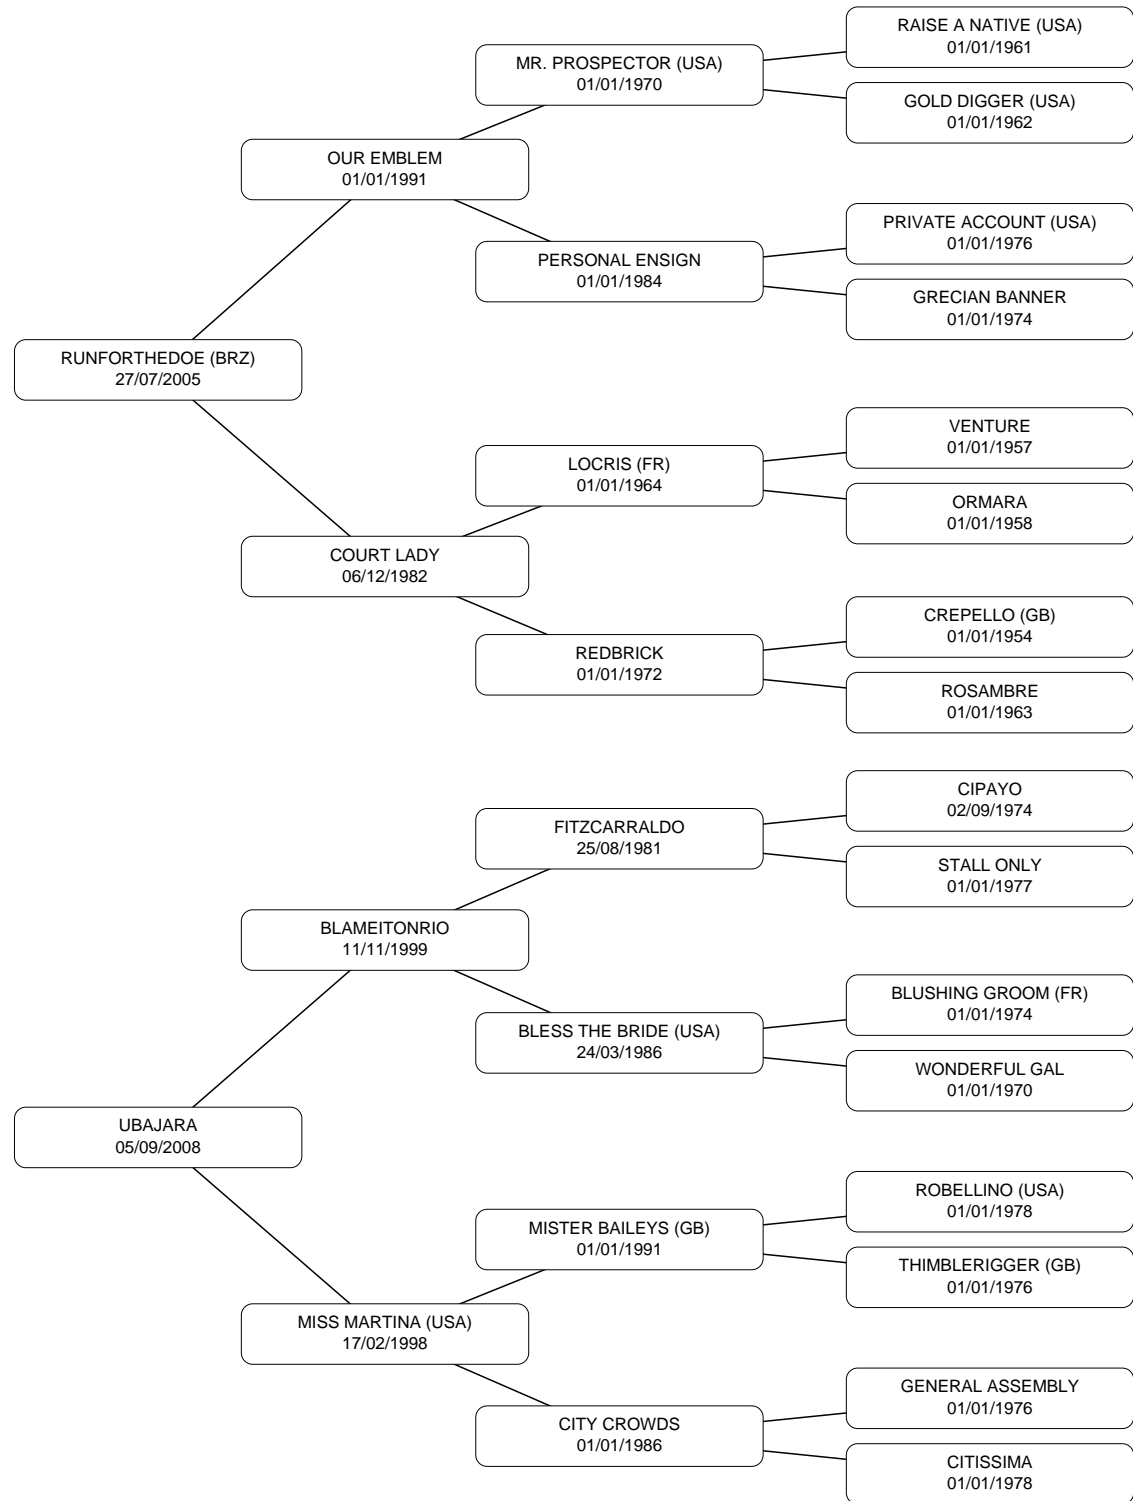 RAISE A NATIVE (USA)
01/01/1961
MR. PROSPECTOR (USA)
01/01/1970
GOLD DIGGER (USA)
01/01/1962
OUR EMBLEM
01/01/1991
PRIVATE ACCOUNT (USA)
01/01/1976
PERSONAL ENSIGN
01/01/1984
GRECIAN BANNER
01/01/1974
RUNFORTHEDOE (BRZ)
27/07/2005
VENTURE
01/01/1957
LOCRIS (FR)
01/01/1964
ORMARA
01/01/1958
COURT LADY
06/12/1982
CREPELLO (GB)
01/01/1954
REDBRICK
01/01/1972
ROSAMBRE
01/01/1963
CIPAYO
02/09/1974
FITZCARRALDO
25/08/1981
STALL ONLY
01/01/1977
BLAMEITONRIO
11/11/1999
BLUSHING GROOM (FR)
01/01/1974
BLESS THE BRIDE (USA)
24/03/1986
WONDERFUL GAL
01/01/1970
UBAJARA
05/09/2008
ROBELLINO (USA)
01/01/1978
MISTER BAILEYS (GB)
01/01/1991
THIMBLERIGGER (GB)
01/01/1976
MISS MARTINA (USA)
17/02/1998
GENERAL ASSEMBLY
01/01/1976
CITY CROWDS
01/01/1986
CITISSIMA
01/01/1978